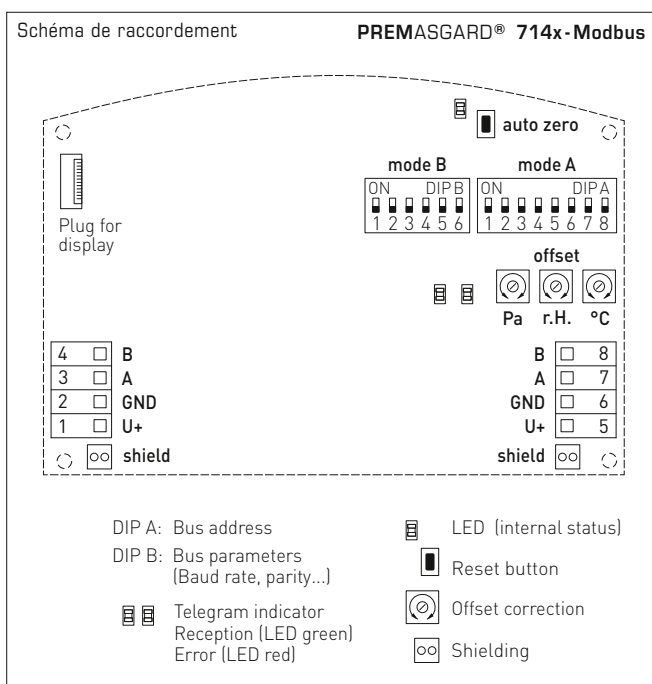 Schéma de raccordement
PREMASGARD® 714x-Modbus
auto zero
mode B
mode A
ON DIP B
1 2 3 4 5 6
ON DIP A
1 2 3 4 5 6 7 8
Plug for
display
offset
Pa r.H. °C
4 B
3 A
2 GND
1 U+
shield
B 8
A 7
GND 6
U+ 5
shield
DIP A: Bus address
DIP B: Bus parameters
(Baud rate, parity...)
Telegram indicator
Reception (LED green)
Error (LED red)
LED (internal status)
Reset button
Offset correction
Shielding